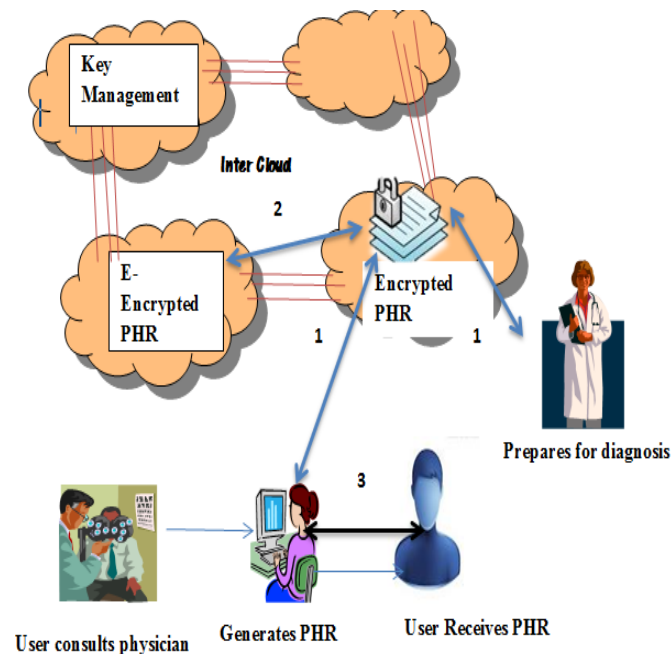 Key
Management
Inter Cloud
2
E-
Encrypted
PHR
Encrypted
PHR
1
1
Prepares for diagnosis
3
User consults physician
Generates PHR
User Receives PHR